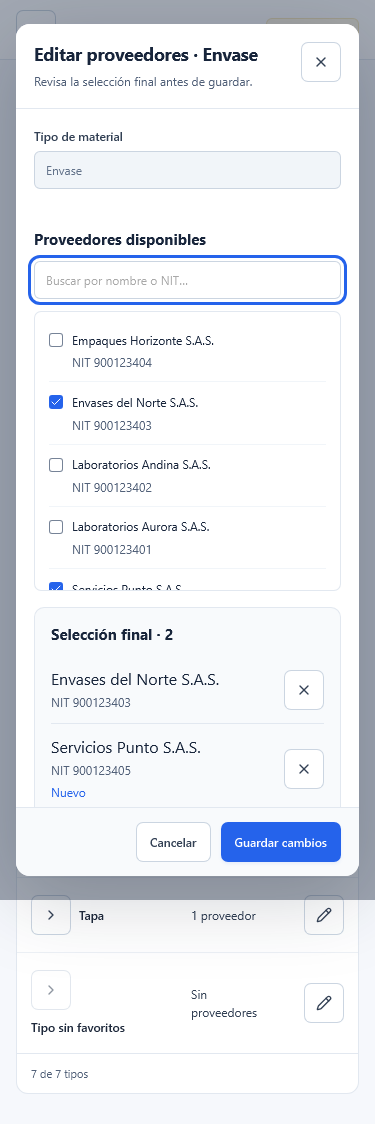 Editar proveedores · Envase
Revisa la selección final antes de guardar.
Tipo de material
Envase
Proveedores disponibles
Buscar por nombre o NIT...
Empaques Horizonte S.A.S.
NIT 900123404
Envases del Norte S.A.S.
NIT 900123403
Laboratorios Andina S.A.S.
NIT 900123402
Laboratorios Aurora S.A.S.
NIT 900123401
Servicios Punto S.A.S.
Selección final · 2
Envases del Norte S.A.S.
NIT 900123403
Servicios Punto S.A.S.
NIT 900123405
Nuevo
Cancelar
Guardar cambios
Tapa
1 proveedor
Sin
proveedores
Tipo sin favoritos
7 de 7 tipos